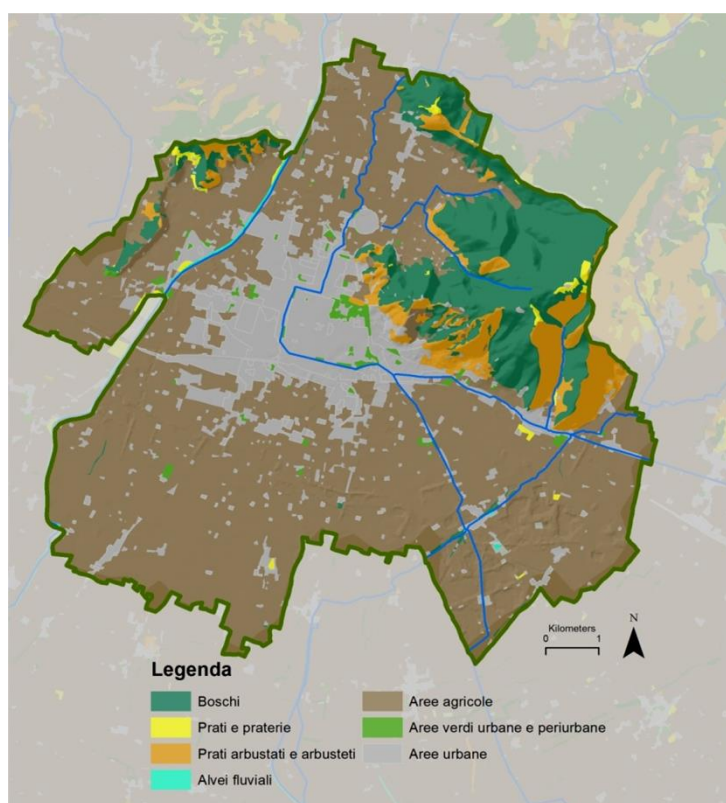 N
Kilometers
0 1
Legenda
Boschi
Prati e praterie
Prati arbustati e arbusteti
Alvei fluviali
Aree agricole
Aree verdi urbane e periurbane
Aree urbane